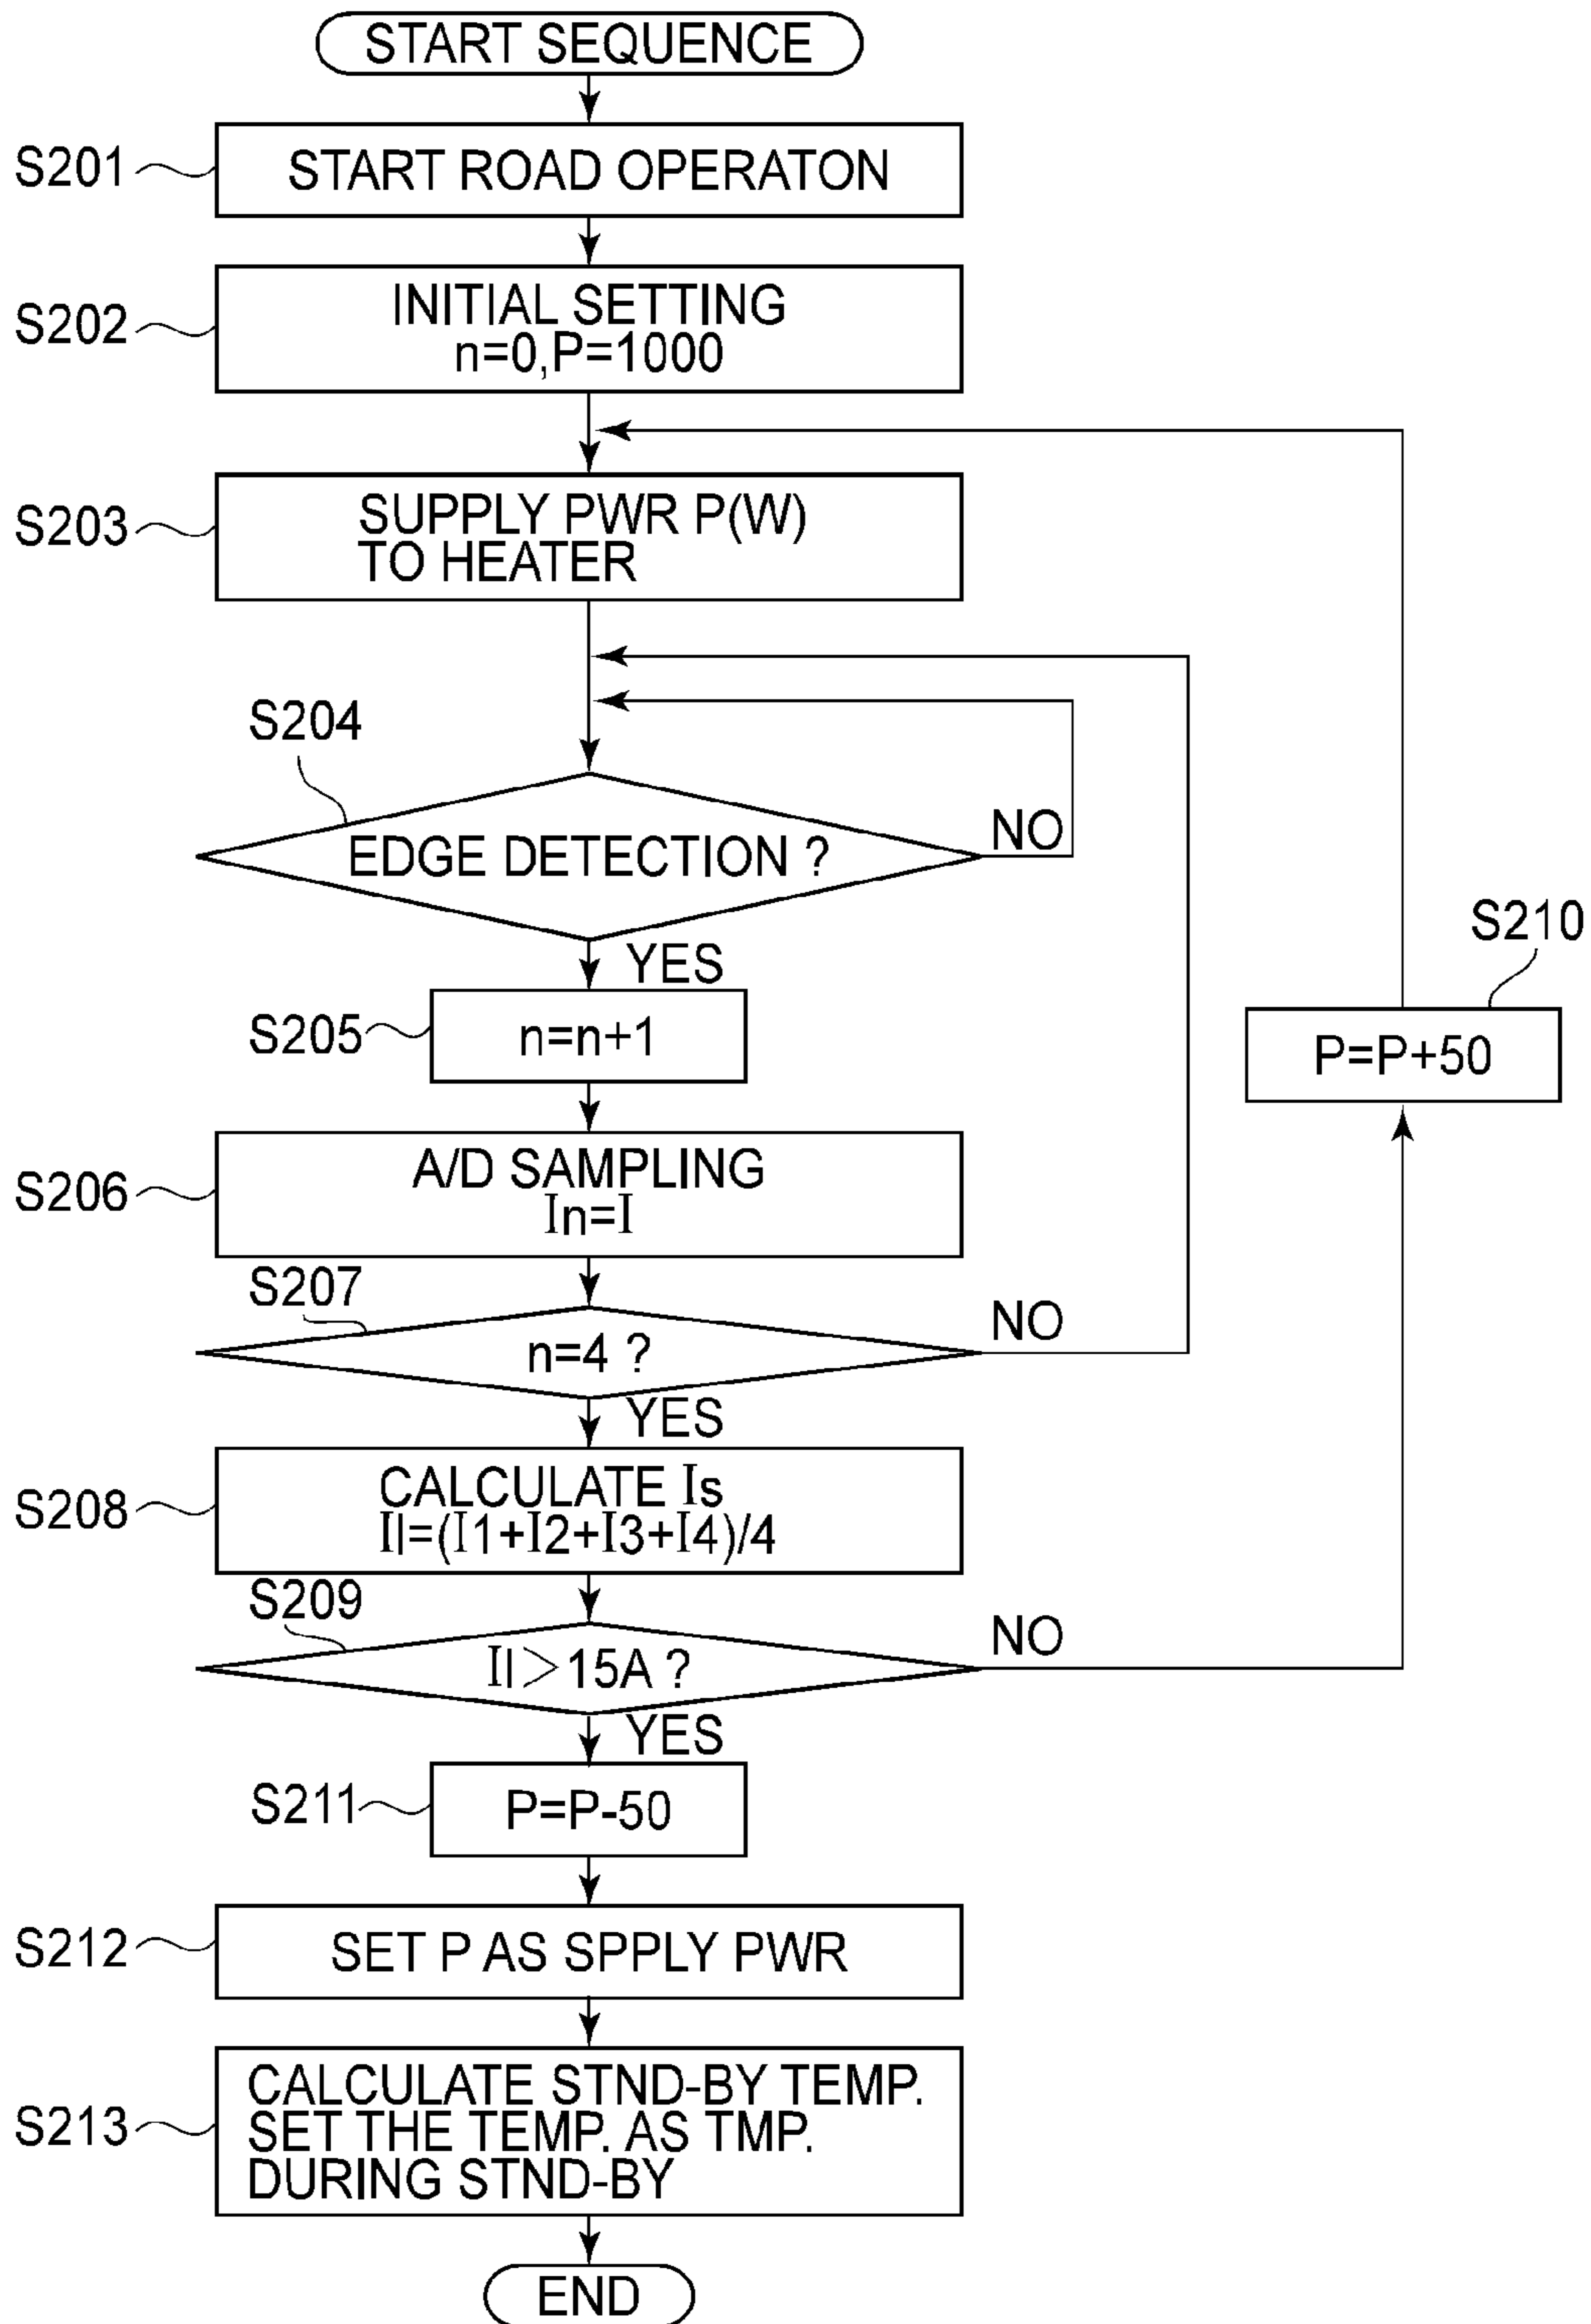 START SEQUENCE
S201
START ROAD OPERATON
S202
INITIAL SETTING
n=0,P=1000
S203
SUPPLY PWR P(W)
TO HEATER
S204
EDGE DETECTION ?
NO
YES
S205
n=n+1
S210
P=P+50
S206
A/D SAMPLING
In=I
S207
n=4 ?
NO
YES
S208
CALCULATE Is
Il=(I1+I2+I3+I4)/4
S209
Il>15A ?
NO
YES
S211
P=P-50
S212
SET P AS SPPLY PWR
S213
CALCULATE STND-BY TEMP.
SET THE TEMP. AS TMP.
DURING STND-BY
END